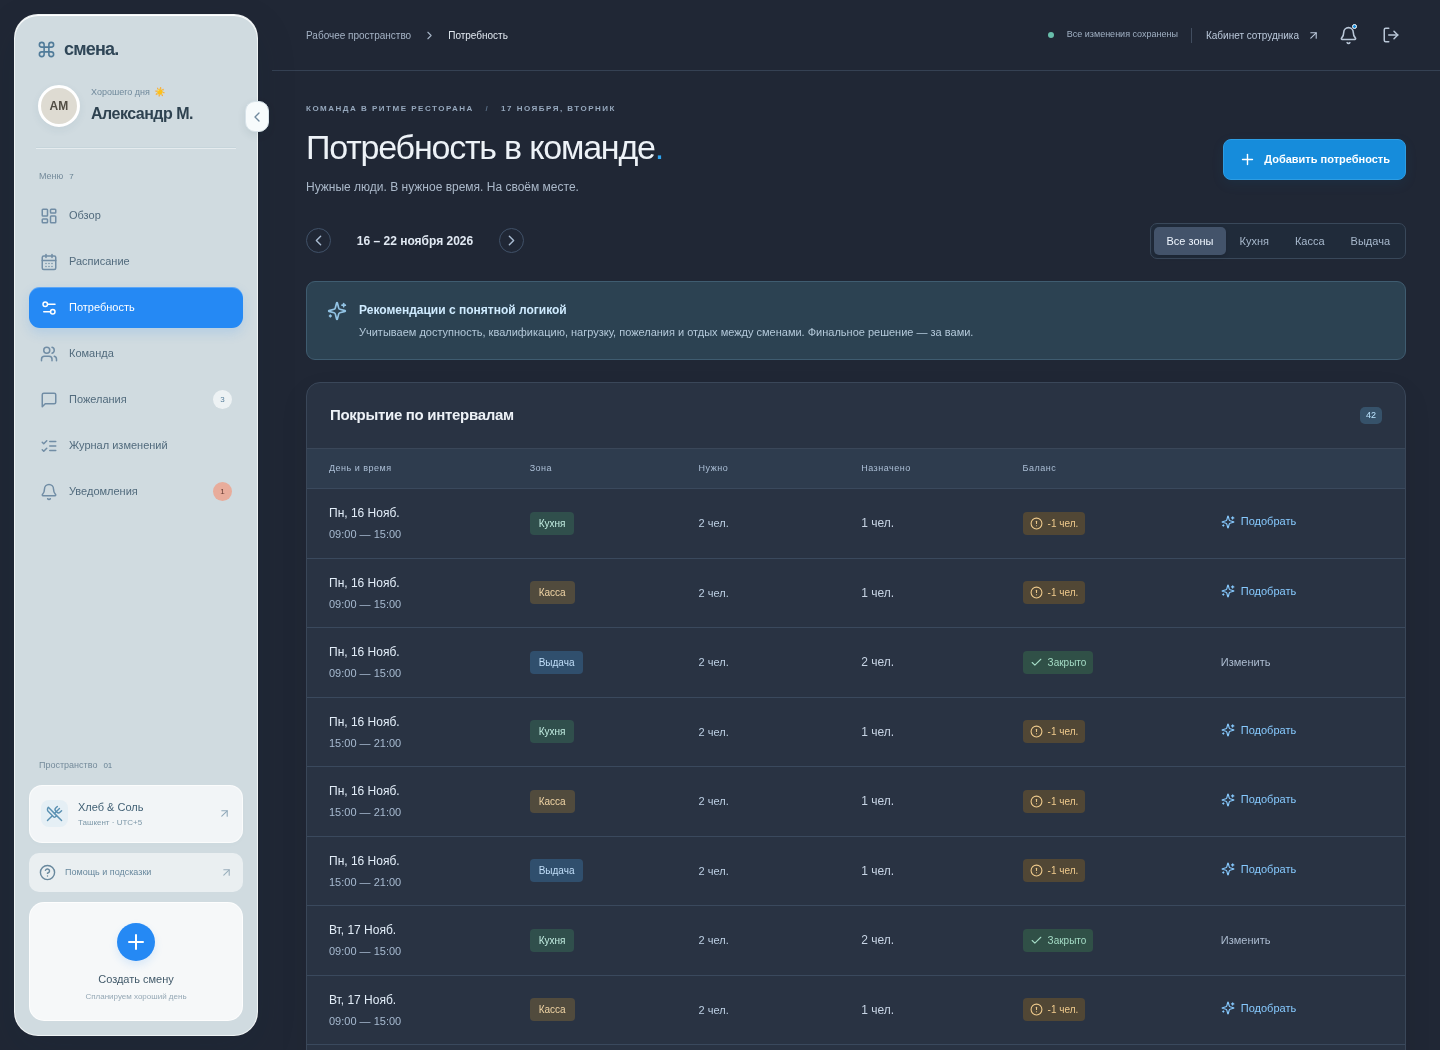 смена.
AM
Хорошего дня ☀️
Александр М.
Меню 7
Обзор
Расписание
Потребность
Команда
Пожелания 3
Журнал изменений
Уведомления 1
Пространство 01
Хлеб & Соль
Ташкент · UTC+5
Помощь и подсказки
Создать смену
Спланируем хороший день
Рабочее пространство > Потребность
Все изменения сохранены
Кабинет сотрудника
КОМАНДА В РИТМЕ РЕСТОРАНА / 17 НОЯБРЯ, ВТОРНИК
Потребность в команде.
Нужные люди. В нужное время. На своём месте.
Добавить потребность
16 – 22 ноября 2026
Все зоны Кухня Касса Выдача
Рекомендации с понятной логикой
Учитываем доступность, квалификацию, нагрузку, пожелания и отдых между сменами. Финальное решение — за вами.
Покрытие по интервалам 42
День и время Зона Нужно Назначено Баланс
Пн, 16 Нояб.
09:00 — 15:00 Кухня 2 чел. 1 чел. -1 чел. Подобрать
Пн, 16 Нояб.
09:00 — 15:00 Касса 2 чел. 1 чел. -1 чел. Подобрать
Пн, 16 Нояб.
09:00 — 15:00 Выдача 2 чел. 2 чел. Закрыто Изменить
Пн, 16 Нояб.
15:00 — 21:00 Кухня 2 чел. 1 чел. -1 чел. Подобрать
Пн, 16 Нояб.
15:00 — 21:00 Касса 2 чел. 1 чел. -1 чел. Подобрать
Пн, 16 Нояб.
15:00 — 21:00 Выдача 2 чел. 1 чел. -1 чел. Подобрать
Вт, 17 Нояб.
09:00 — 15:00 Кухня 2 чел. 2 чел. Закрыто Изменить
Вт, 17 Нояб.
09:00 — 15:00 Касса 2 чел. 1 чел. -1 чел. Подобрать